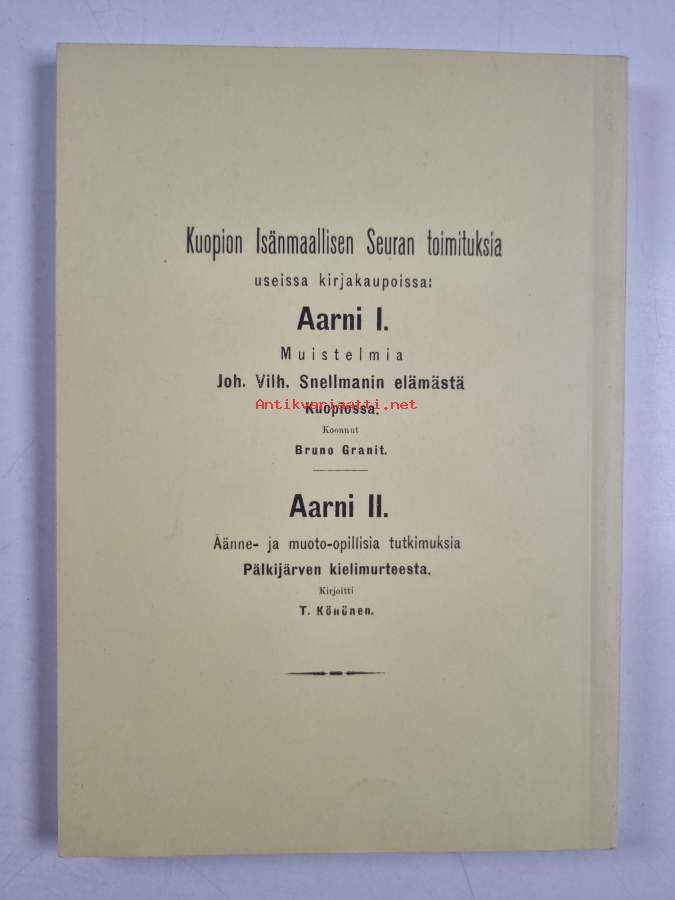 Kuopion Isänmaallisen Seuran toimituksia
useissa kirjakaupoissa:
Aarni I.
Muistelmia
Joh. Vilh. Snellmanin elämästä
Antikvariaatti.net
Kuopiossa.
Koonnut
Bruno Granit.
Aarni II.
Äänne- ja muoto-opillisia tutkimuksia
Pälkijärven kielimurteesta.
Kirjoitti
T. Könönen.